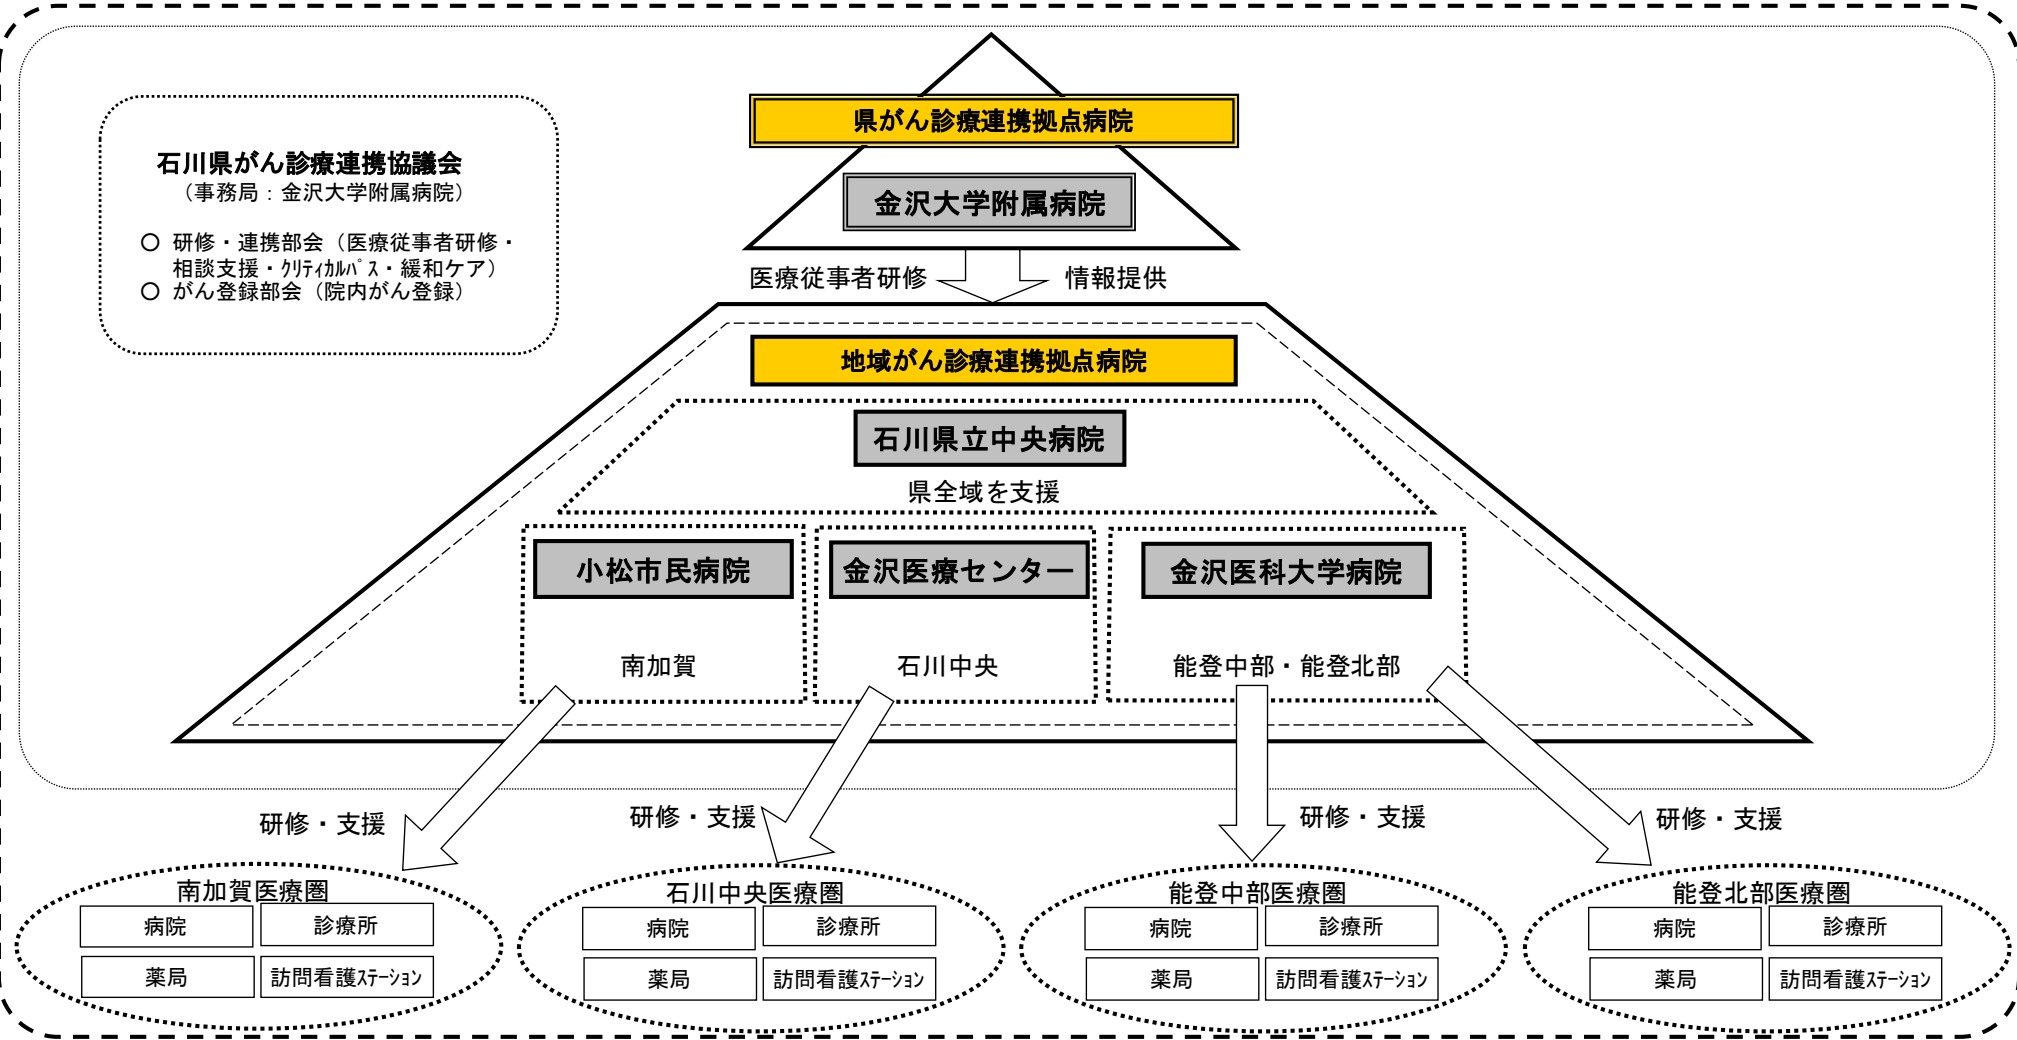 県がん診療連携拠点病院
金沢大学附属病院
石川県がん診療連携協議会
（事務局：金沢大学附属病院）
○ 研修・連携部会（医療従事者研修・
相談支援・ｸﾘﾃｨｶﾙﾊﾟｽ・緩和ケア）
○ がん登録部会（院内がん登録）
医療従事者研修 情報提供
地域がん診療連携拠点病院
石川県立中央病院
県全域を支援
小松市民病院 金沢医療センター 金沢医科大学病院
南加賀 石川中央 能登中部・能登北部
研修・支援 研修・支援 研修・支援 研修・支援
南加賀医療圏 石川中央医療圏 能登中部医療圏 能登北部医療圏
病院 診療所 病院 診療所 病院 診療所 病院 診療所
薬局 訪問看護ｽﾃｰｼｮﾝ 薬局 訪問看護ｽﾃｰｼｮﾝ 薬局 訪問看護ｽﾃｰｼｮﾝ 薬局 訪問看護ｽﾃｰｼｮﾝ